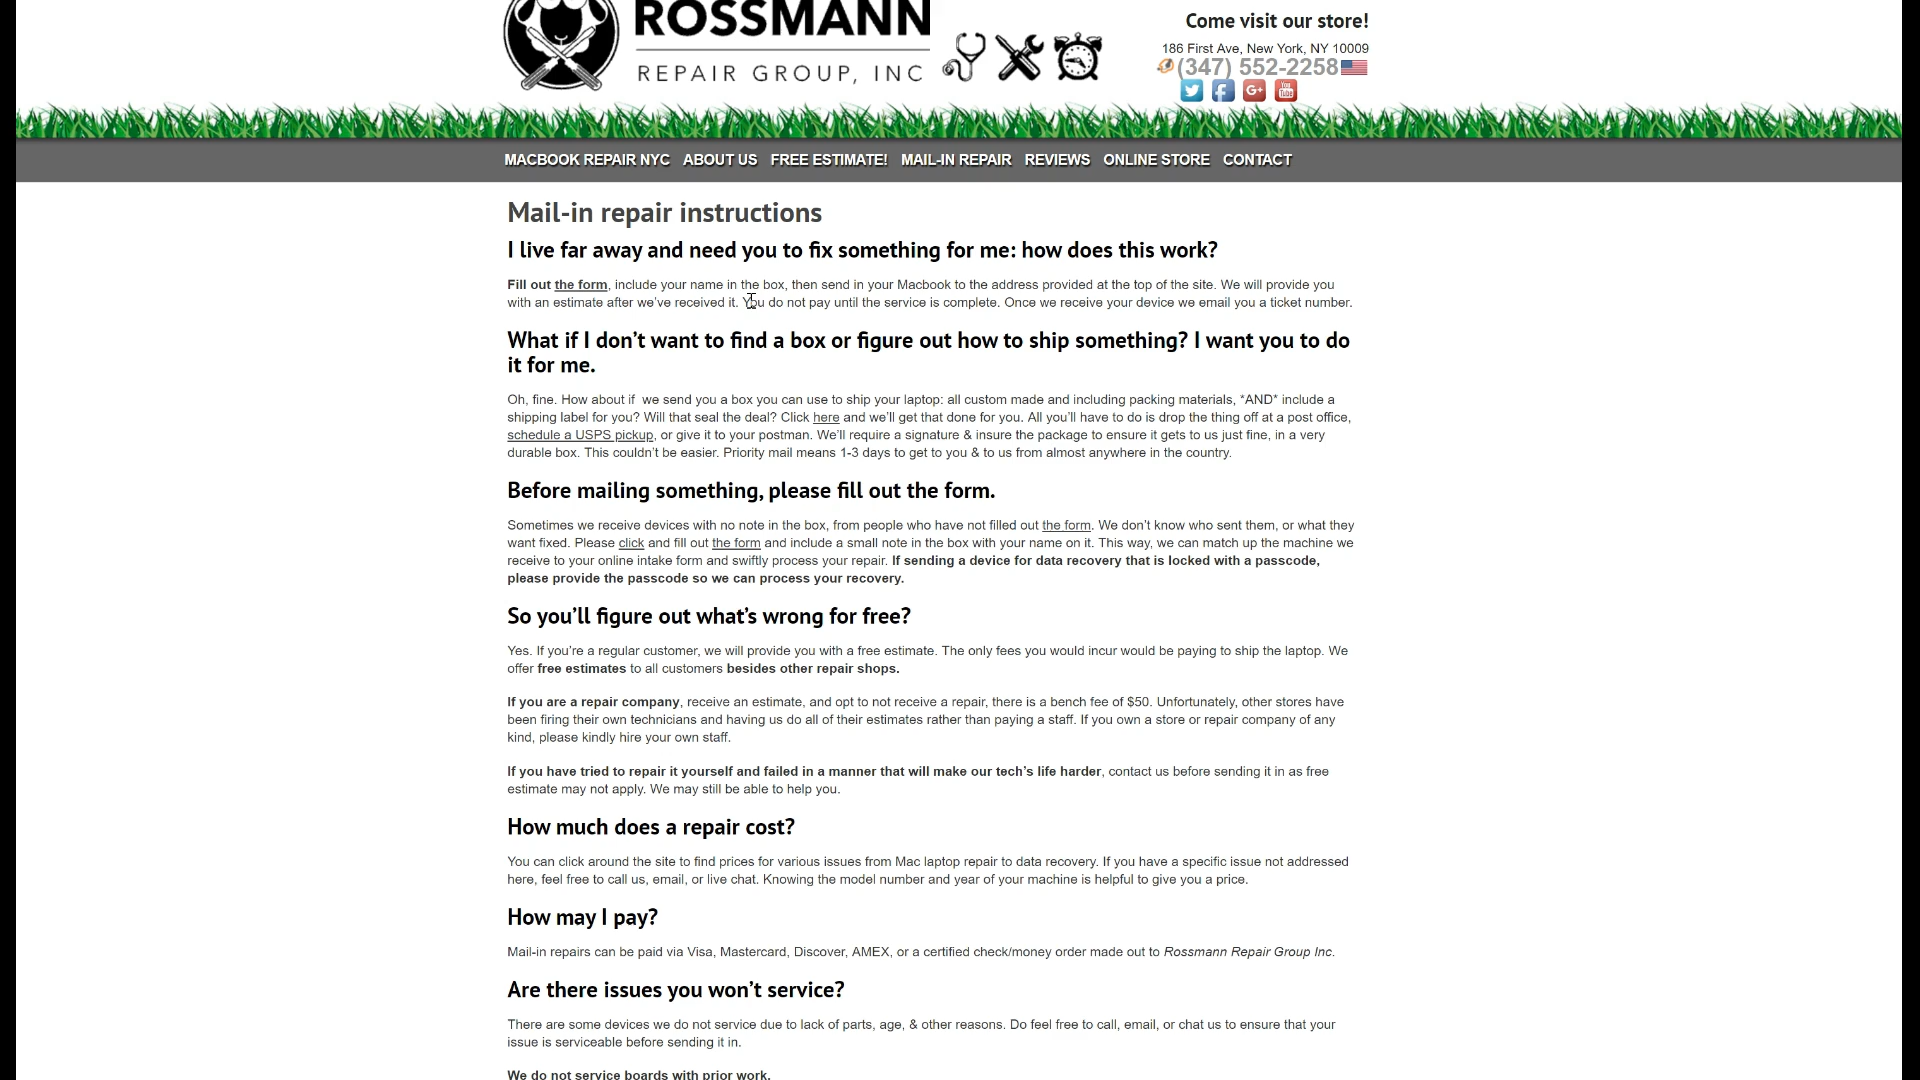 ROSSMANN
REPAIR GROUP, INC
Come visit our store!
186 First Ave, New York, NY 10009
(347) 552-2258
MACBOOK REPAIR NYC ABOUT US FREE ESTIMATE! MAIL-IN REPAIR REVIEWS ONLINE STORE CONTACT
Mail-in repair instructions
I live far away and need you to fix something for me: how does this work?
Fill out the form, include your name in the box, then send in your Macbook to the address provided at the top of the site. We will provide you
with an estimate after we've received it. You do not pay until the service is complete. Once we receive your device we email you a ticket number.
What if I don't want to find a box or figure out how to ship something? I want you to do
it for me.
Oh, fine. How about if we send you a box you can use to ship your laptop: all custom made and including packing materials, *AND* include a
shipping label for you? Will that seal the deal? Click here and we'll get that done for you. All you'll have to do is drop the thing off at a post office,
schedule a USPS pickup, or give it to your postman. We'll require a signature & insure the package to ensure it gets to us just fine, in a very
durable box. This couldn't be easier. Priority mail means 1-3 days to get to you & to us from almost anywhere in the country.
Before mailing something, please fill out the form.
Sometimes we receive devices with no note in the box, from people who have not filled out the form. We don't know who sent them, or what they
want fixed. Please click and fill out the form and include a small note in the box with your name on it. This way, we can match up the machine we
receive to your online intake form and swiftly process your repair. If sending a device for data recovery that is locked with a passcode,
please provide the passcode so we can process your recovery.
So you'll figure out what's wrong for free?
Yes. If you're a regular customer, we will provide you with a free estimate. The only fees you would incur would be paying to ship the laptop. We
offer free estimates to all customers besides other repair shops.
If you are a repair company, receive an estimate, and opt to not receive a repair, there is a bench fee of $50. Unfortunately, other stores have
been firing their own technicians and having us do all of their estimates rather than paying a staff. If you own a store or repair company of any
kind, please kindly hire your own staff.
If you have tried to repair it yourself and failed in a manner that will make our tech's life harder, contact us before sending it in as free
estimate may not apply. We may still be able to help you.
How much does a repair cost?
You can click around the site to find prices for various issues from Mac laptop repair to data recovery. If you have a specific issue not addressed
here, feel free to call us, email, or live chat. Knowing the model number and year of your machine is helpful to give you a price.
How may I pay?
Mail-in repairs can be paid via Visa, Mastercard, Discover, AMEX, or a certified check/money order made out to Rossmann Repair Group Inc.
Are there issues you won't service?
There are some devices we do not service due to lack of parts, age, & other reasons. Do feel free to call, email, or chat us to ensure that your
issue is serviceable before sending it in.
We do not service boards with prior work.